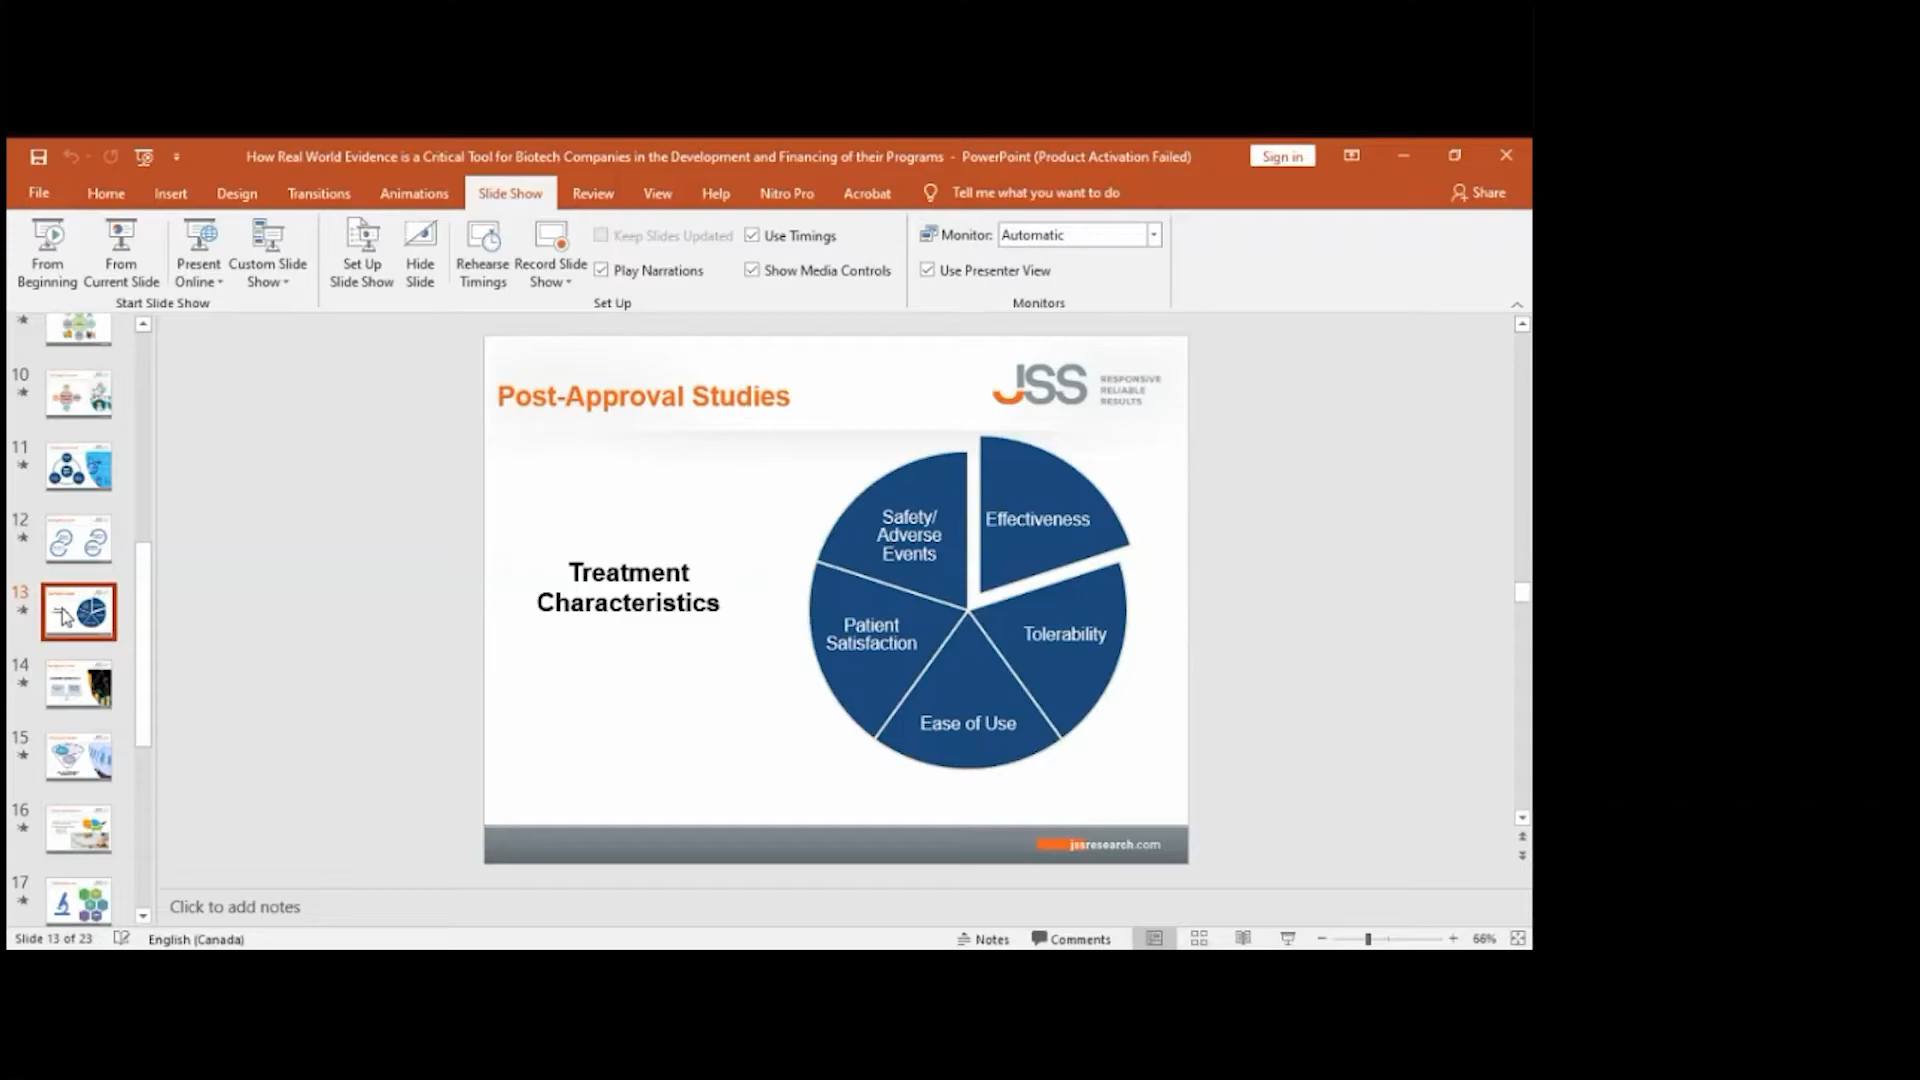 How Real World Evidence is a Critical Tool for Biotech Companies in the Development and Financing of their Programs - PowerPoint (Product Activation Failed)
Sign in
File Home Insert Design Transitions Animations Slide Show Review View Help Nitro Pro Acrobat Tell me what you want to do Share
From Beginning
From Current Slide
Present Online
Custom Slide Show
Start Slide Show
Set Up Slide Show
Hide Slide
Rehearse Timings
Record Slide Show
Keep Slides Updated
Play Narrations
Use Timings
Show Media Controls
Set Up
Monitor: Automatic
Use Presenter View
Monitors
10
11
12
13
14
15
16
17
Post-Approval Studies
JSS
RESPONSIVE
RELIABLE
RESULTS
Treatment
Characteristics
Safety/
Adverse
Events
Effectiveness
Patient
Satisfaction
Tolerability
Ease of Use
jssresearch.com
Click to add notes
Slide 13 of 23 English (Canada) Notes Comments 66%